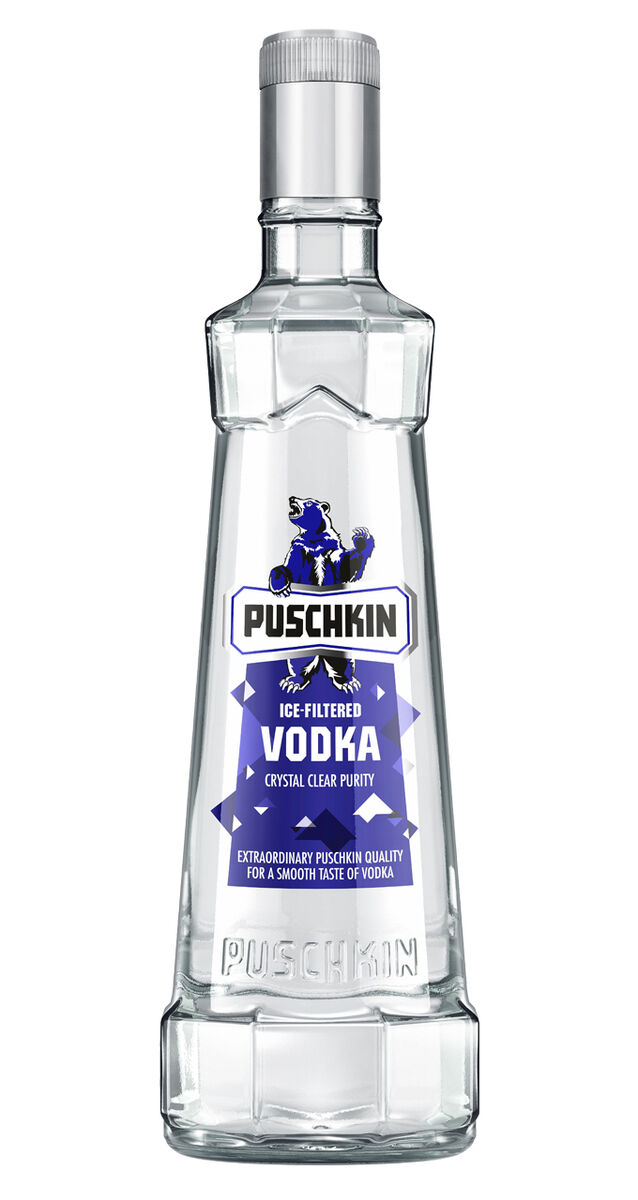 PUSCHKIN
ICE-FILTERED
VODKA
CRYSTAL CLEAR PURITY
EXTRAORDINARY PUSCHKIN QUALITY
FOR A SMOOTH TASTE OF VODKA
PUSCHKIN